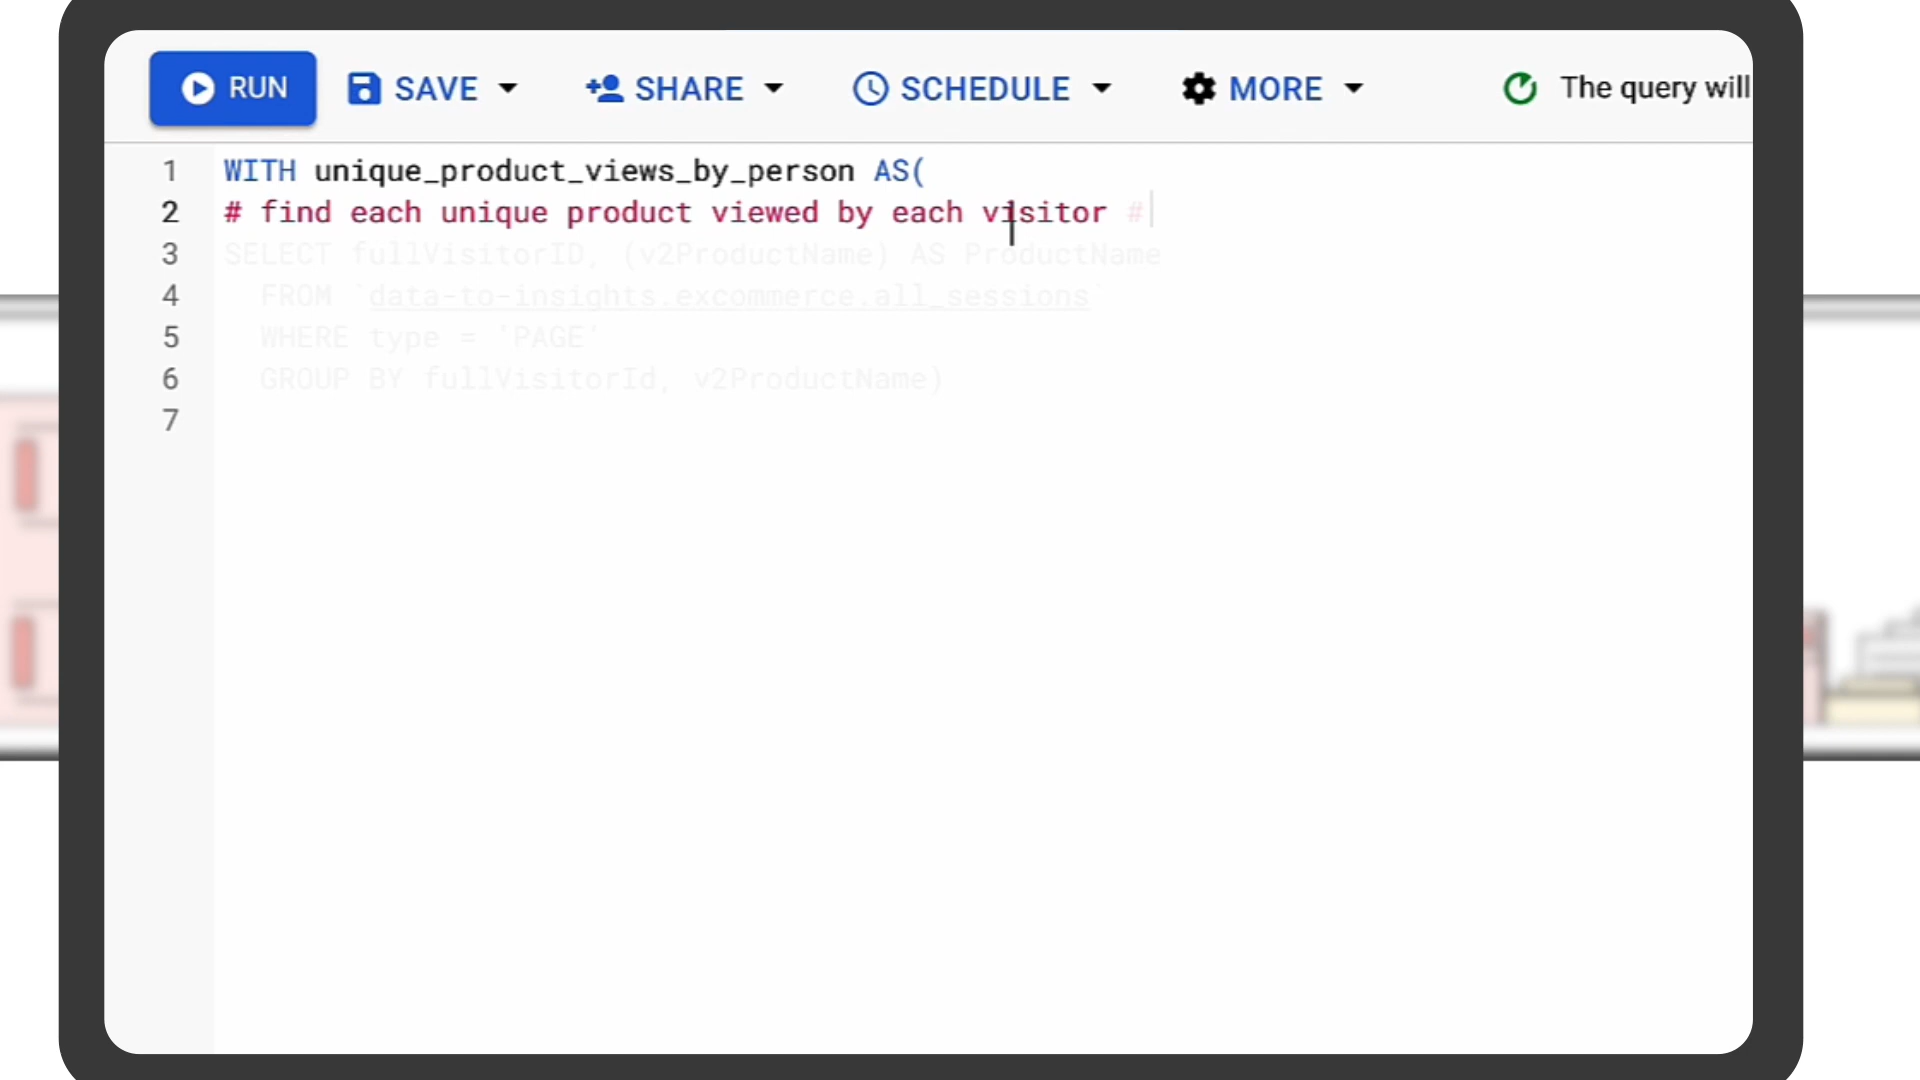 RUN SAVE SHARE SCHEDULE MORE The query will
1 WITH unique_product_views_by_person AS(
2 # find each unique product viewed by each visitor #
3 SELECT fullVisitorID, (v2ProductName) AS ProductName
4 FROM `data-to-insights.excommerce.all_sessions`
5 WHERE type = 'PAGE'
6 GROUP BY fullVisitorId, v2ProductName)
7